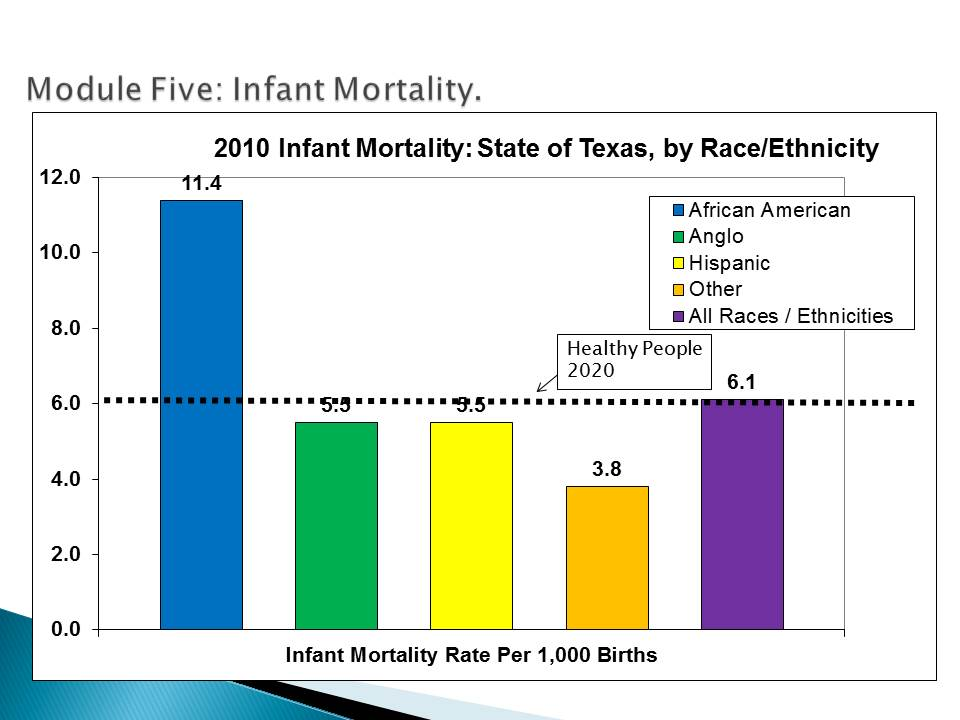 Module Five: Infant Mortality.
2010 Infant Mortality: State of Texas, by Race/Ethnicity
12.0
10.0
8.0
6.0
4.0
2.0
0.0
11.4
5.5
5.5
3.8
6.1
African American
Anglo
Hispanic
Other
All Races / Ethnicities
Healthy People
2020
Infant Mortality Rate Per 1,000 Births